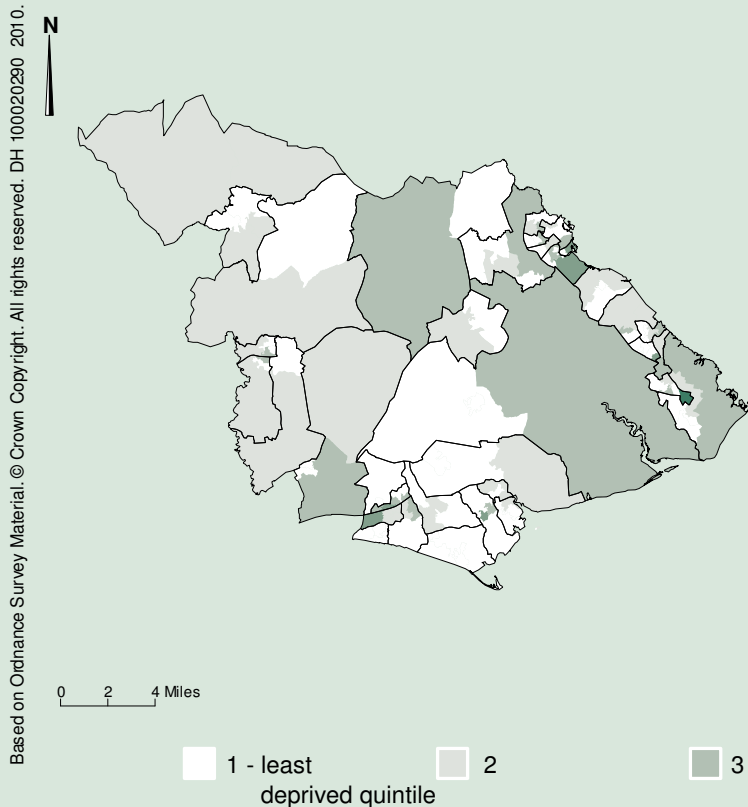 Based on Ordnance Survey Material. © Crown Copyright. All rights reserved. DH 100020290 2010.
N
0 2 4 Miles
1 - least
deprived quintile
2
3